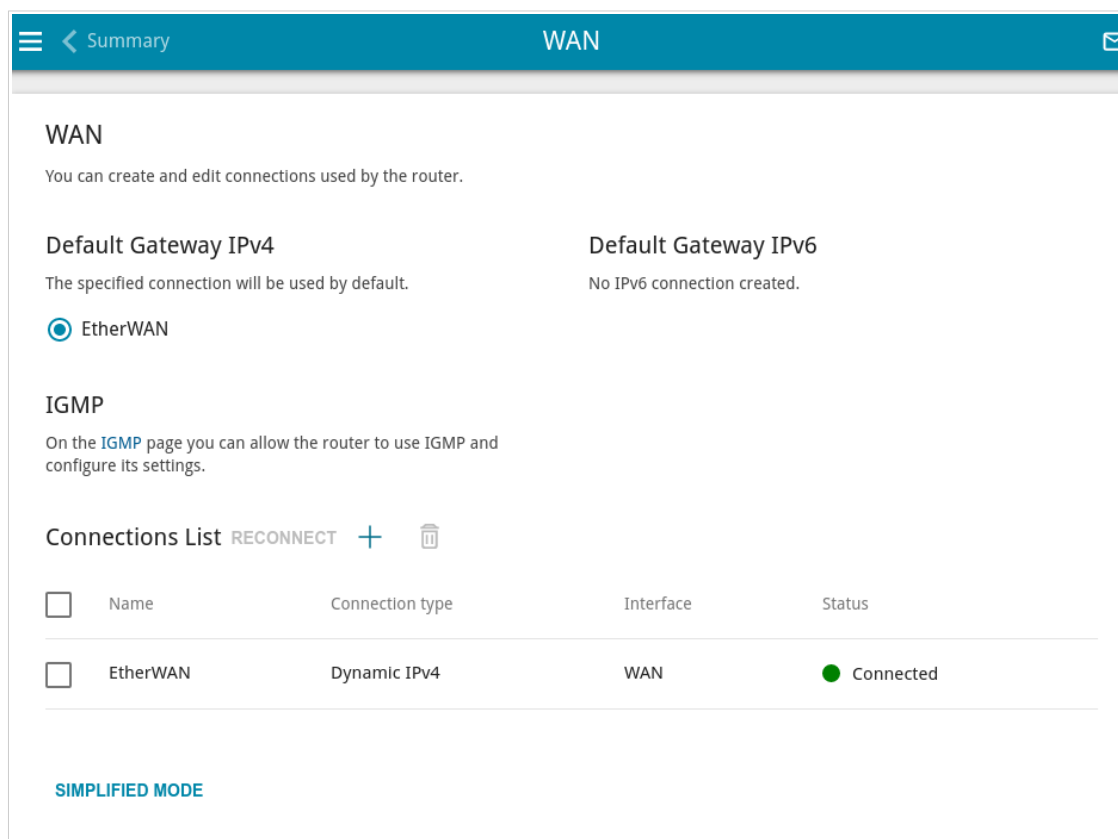 Summary
WAN
WAN
You can create and edit connections used by the router.
Default Gateway IPv4
The specified connection will be used by default.
EtherWAN
Default Gateway IPv6
No IPv6 connection created.
IGMP
On the IGMP page you can allow the router to use IGMP and
configure its settings.
Connections List RECONNECT
Name Connection type Interface Status
EtherWAN Dynamic IPv4 WAN Connected
SIMPLIFIED MODE